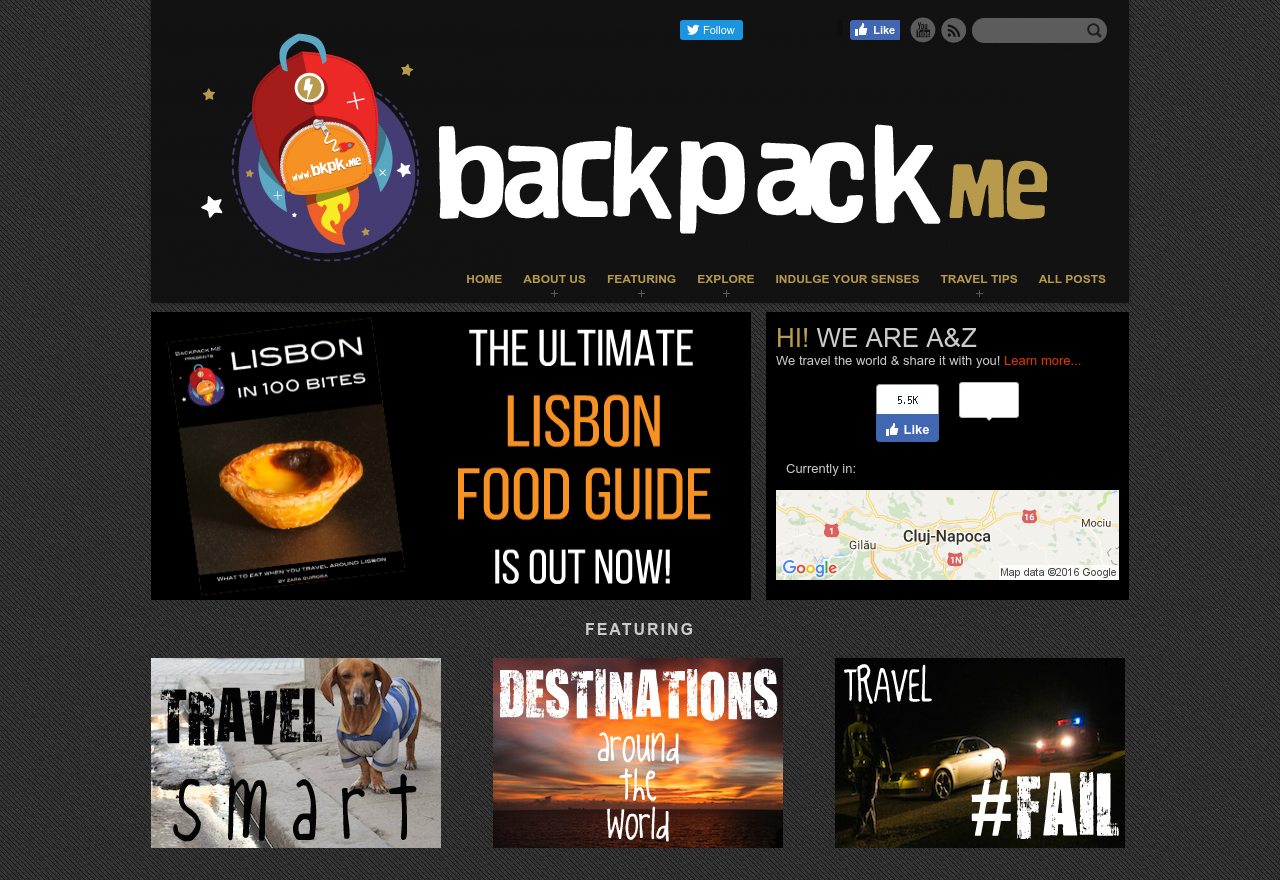 Follow
Like
You
Tube
www.bkpk.me
backpack me
HOME
ABOUT US
FEATURING
EXPLORE
INDULGE YOUR SENSES
TRAVEL TIPS
ALL POSTS
BACKPACK ME
PRESENTS
LISBON
IN 100 BITES
WHAT TO EAT WHEN YOU TRAVEL AROUND LISBON
BY ZARA QUIROGA
THE ULTIMATE
LISBON
FOOD GUIDE
IS OUT NOW!
HI! WE ARE A&Z
We travel the world & share it with you! Learn more...
5.5K
Like
Currently in:
16
1
Mociu
Cluj-Napoca
Gilău
1N
Google
Map data ©2016 Google
FEATURING
TRAVEL
smart
DESTINATIONS
around
the
World
TRAVEL
#FAIL